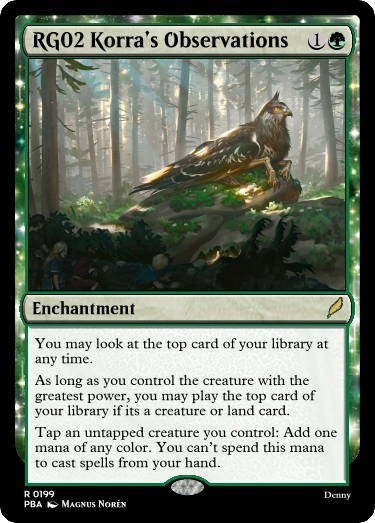 RG02 Korra's Observations 1
Enchantment
You may look at the top card of your library at
any time.
As long as you control the creature with the
greatest power, you may play the top card of
your library if its a creature or land card.
Tap an untapped creature you control: Add one
mana of any color. You can't spend this mana
to cast spells from your hand.
R 0199
PBA Magnus Norén
Denny